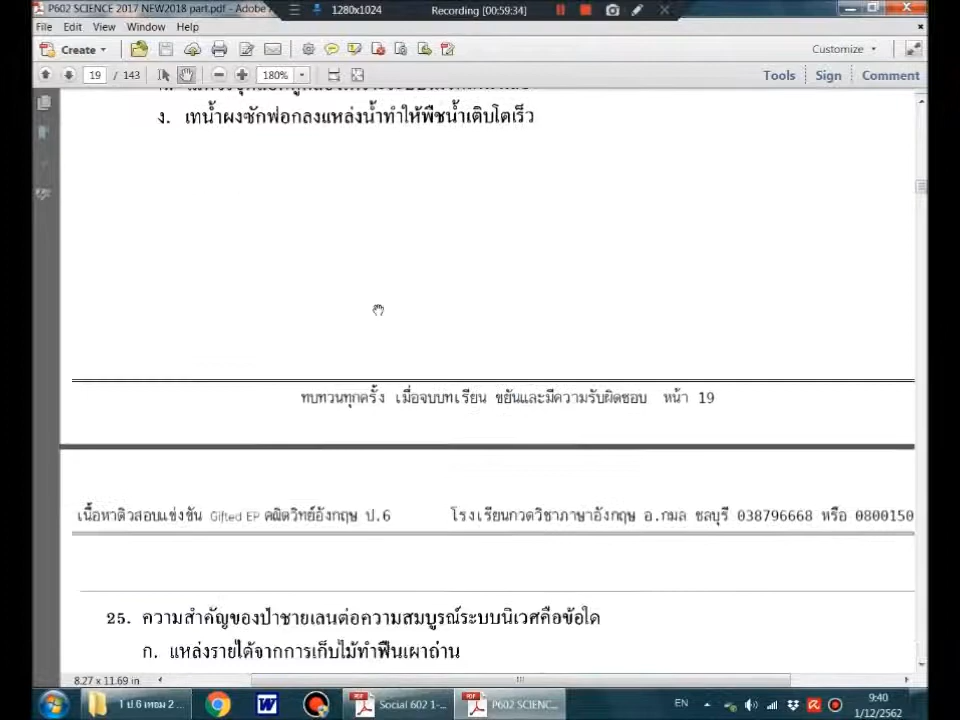 P602 SCIENCE 2017 NEW2018 part.pdf - Adobe
1280x1024
Recording [00:59:34]
File Edit View Window Help
Create
Customize
19 / 143
180%
Tools Sign Comment
ง. เทน้ำผงซักฟอกลงแหล่งน้ำทำให้พืชน้ำเติบโตเร็ว
ทบทวนทุกครั้ง เมื่อจบบทเรียน ขยันและมีความรับผิดชอบ หน้า 19
เนื้อหาติวสอบแข่งขัน Gifted EP คณิตวิทย์อังกฤษ ป.6 โรงเรียนกวดวิชาภาษาอังกฤษ อ.กมล ชลบุรี 038796668 หรือ 0800150
25. ความสำคัญของป่าชายเลนต่อความสมบูรณ์ระบบนิเวศคือข้อใด
ก. แหล่งรายได้จากการเก็บไม้ทำฟืนเผาถ่าน
8.27 x 11.69 in
1 ป.6 เทอม 2 ...
Social 602 1-...
P602 SCIENC...
EN
9:40
1/12/2562